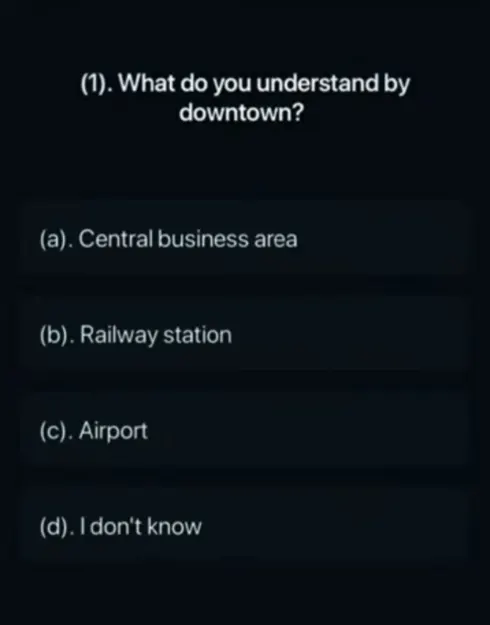 (1). What do you understand by
downtown?
(a). Central business area
(b). Railway station
(c). Airport
(d). I don't know